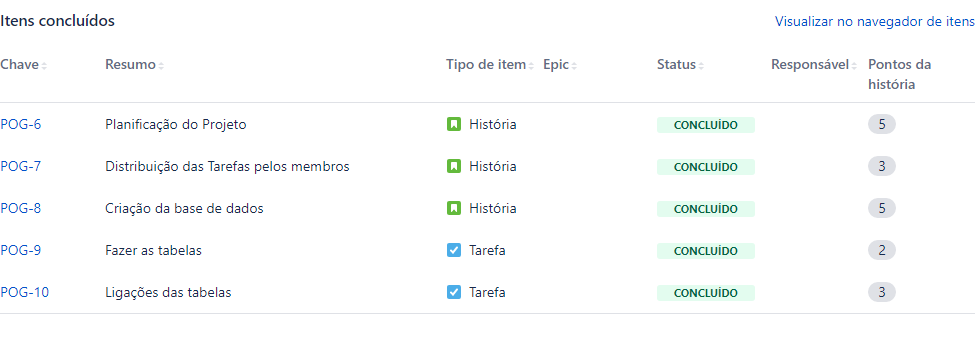 Itens concluídos Visualizar no navegador de itens
Chave Resumo Tipo de item Epic Status Responsável Pontos da história
POG-6 Planificação do Projeto História CONCLUÍDO 5
POG-7 Distribuição das Tarefas pelos membros História CONCLUÍDO 3
POG-8 Criação da base de dados História CONCLUÍDO 5
POG-9 Fazer as tabelas Tarefa CONCLUÍDO 2
POG-10 Ligações das tabelas Tarefa CONCLUÍDO 3